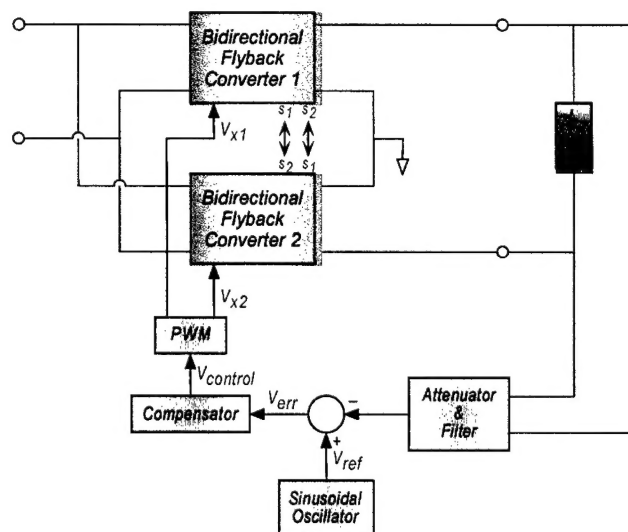 Bidirectional
Flyback
Converter 1
s1 s2
Vx1
s2 s1
Bidirectional
Flyback
Converter 2
Vx2
PWM
Vcontrol
Compensator
Verr
−
+
Vref
Attenuator
&
Filter
Sinusoidal
Oscillator